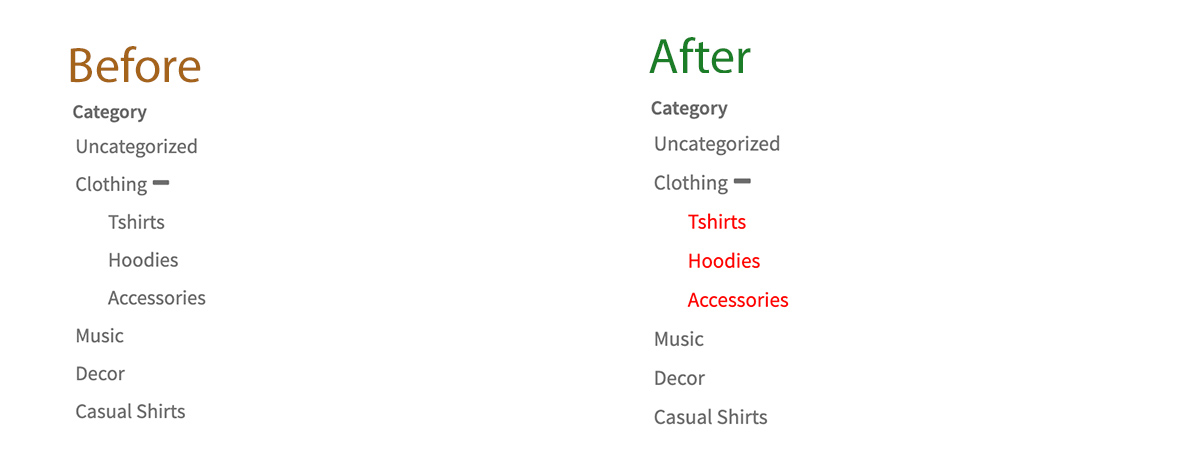 Before
Category
Uncategorized
Clothing
Tshirts
Hoodies
Accessories
Music
Decor
Casual Shirts
After
Category
Uncategorized
Clothing
Tshirts
Hoodies
Accessories
Music
Decor
Casual Shirts